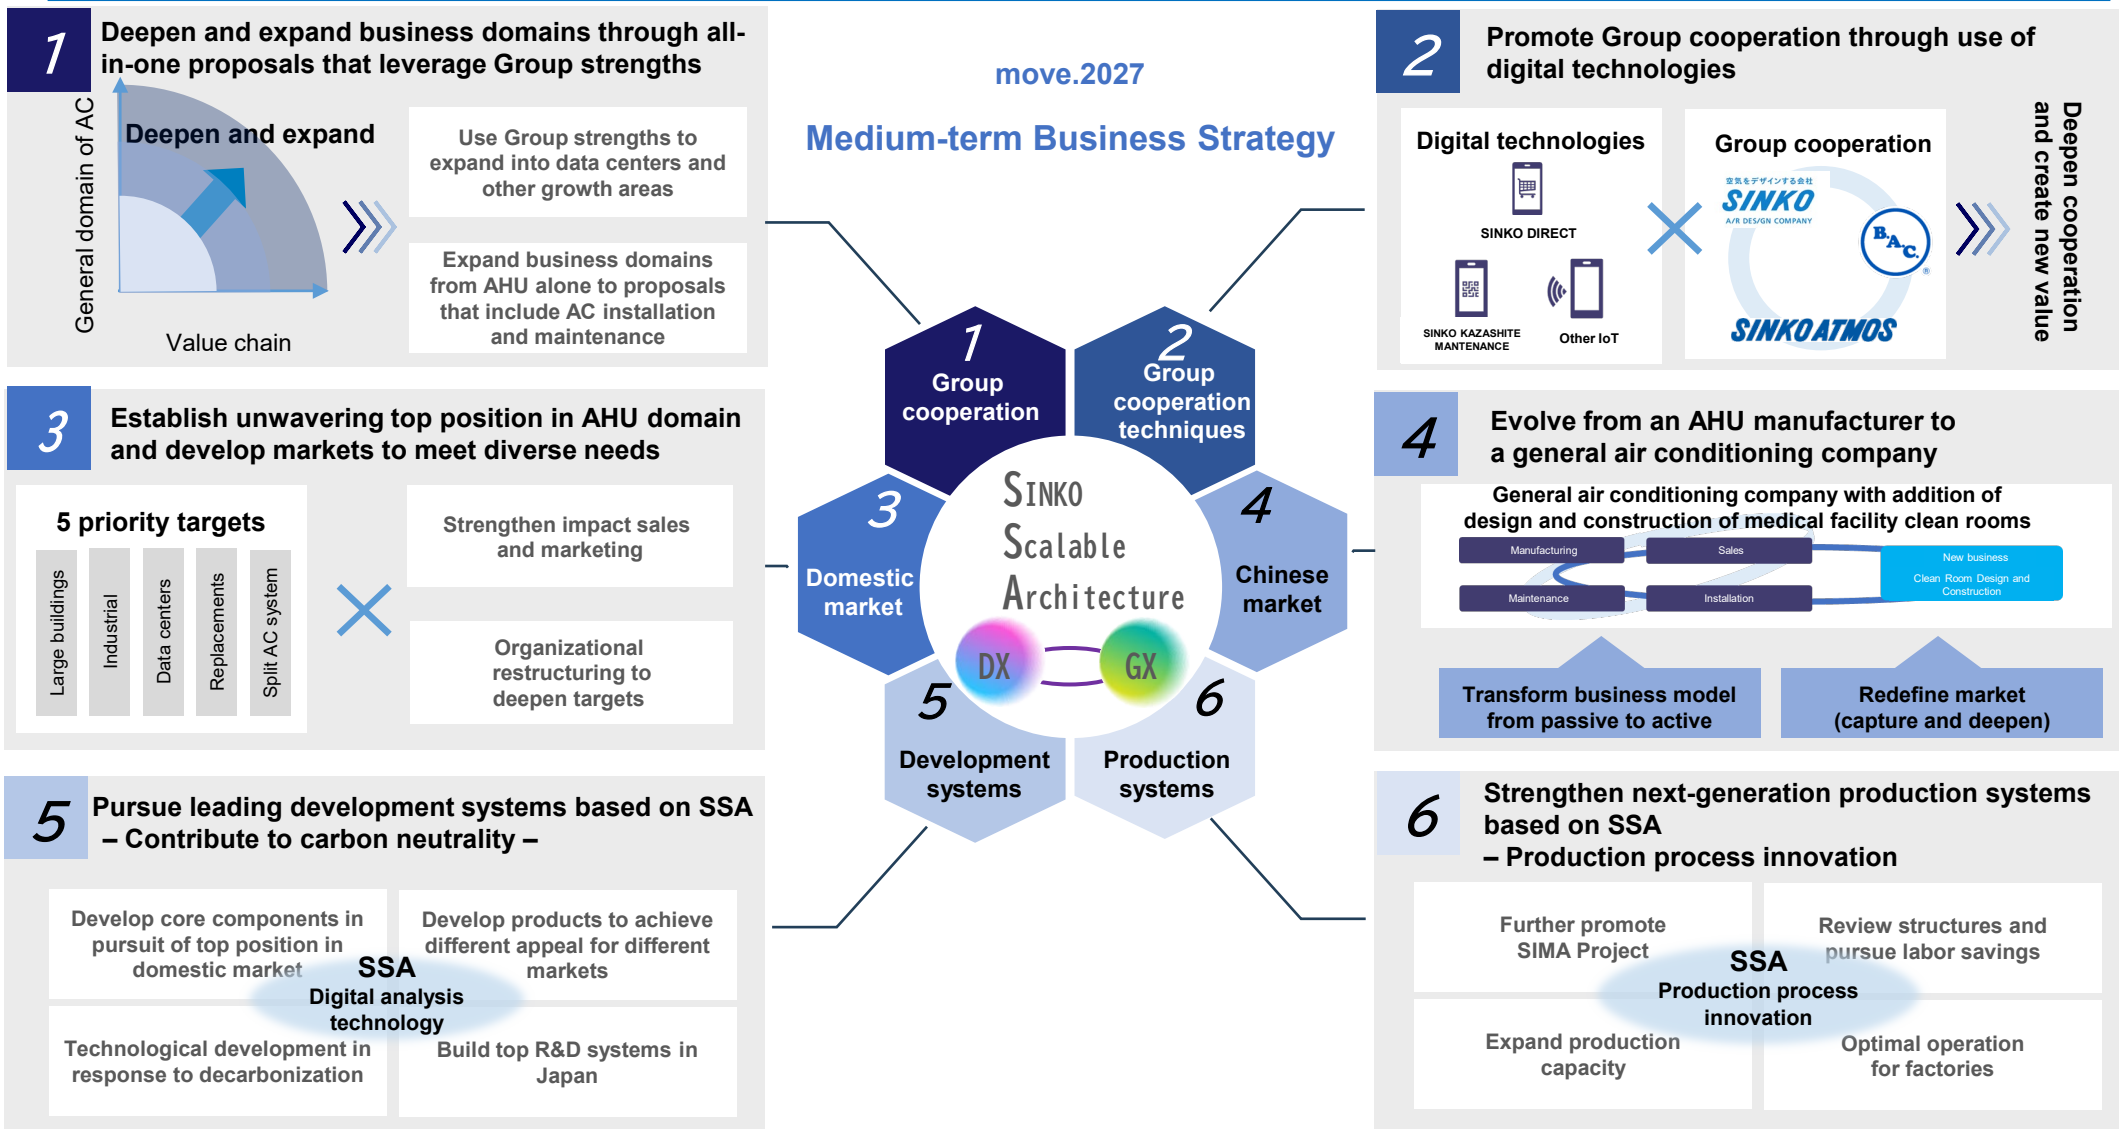 1
Deepen and expand business domains through all-
in-one proposals that leverage Group strengths
General domain of AC
Deepen and expand
Value chain
Use Group strengths to
expand into data centers and
other growth areas
Expand business domains
from AHU alone to proposals
that include AC installation
and maintenance
move.2027
Medium-term Business Strategy
2
Promote Group cooperation through use of
digital technologies
Digital technologies
SINKO DIRECT
SINKO KAZASHITE
MANTENANCE
Other IoT
Group cooperation
空気をデザインする会社
SINKO
AIR DESIGN COMPANY
B.A.C.
®
SINKO ATMOS
Deepen cooperation
and create new value
3
Establish unwavering top position in AHU domain
and develop markets to meet diverse needs
5 priority targets
Large buildings
Industrial
Data centers
Replacements
Split AC system
Strengthen impact sales
and marketing
Organizational
restructuring to
deepen targets
1
Group
cooperation
2
Group
cooperation
techniques
3
Domestic
market
4
Chinese
market
5
Development
systems
6
Production
systems
SINKO
Scalable
Architecture
DX
GX
4
Evolve from an AHU manufacturer to
a general air conditioning company
General air conditioning company with addition of
design and construction of medical facility clean rooms
Manufacturing
Sales
Maintenance
Installation
New business
Clean Room Design and
Construction
Transform business model
from passive to active
Redefine market
(capture and deepen)
5
Pursue leading development systems based on SSA
– Contribute to carbon neutrality –
Develop core components in
pursuit of top position in
domestic market
Develop products to achieve
different appeal for different
markets
SSA
Digital analysis
technology
Technological development in
response to decarbonization
Build top R&D systems in
Japan
6
Strengthen next-generation production systems
based on SSA
– Production process innovation
Further promote
SIMA Project
Review structures and
pursue labor savings
SSA
Production process
innovation
Expand production
capacity
Optimal operation
for factories